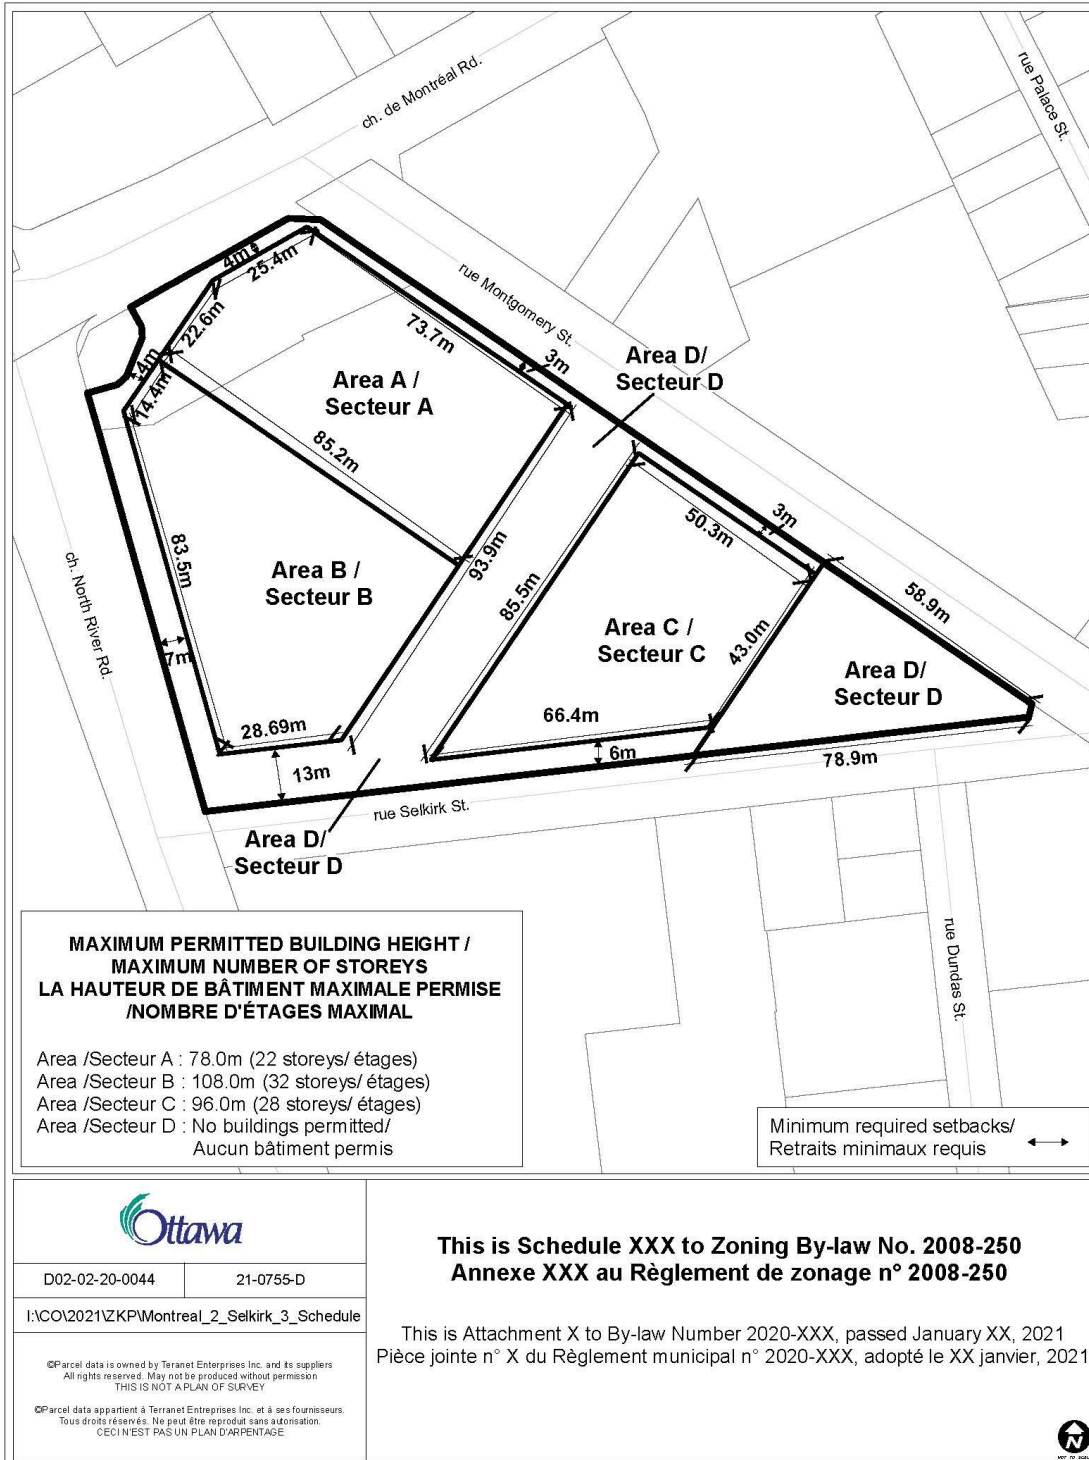 ch. de Montréal Rd.
rue Palace St.
rue Montgomery St.
4m
25.4m
22.6m
73.7m
3m
Area D/
Secteur D
4m
14.4m
Area A /
Secteur A
85.2m
50.3m
3m
83.5m
Area B /
Secteur B
93.9m
85.5m
58.9m
ch. North River Rd.
Area C /
Secteur C
43.0m
7m
Area D/
Secteur D
28.69m
66.4m
13m
6m
78.9m
rue Selkirk St.
Area D/
Secteur D
rue Dundas St.
MAXIMUM PERMITTED BUILDING HEIGHT /
MAXIMUM NUMBER OF STOREYS
LA HAUTEUR DE BÂTIMENT MAXIMALE PERMISE
/NOMBRE D'ÉTAGES MAXIMAL
Area /Secteur A : 78.0m (22 storeys/ étages)
Area /Secteur B : 108.0m (32 storeys/ étages)
Area /Secteur C : 96.0m (28 storeys/ étages)
Area /Secteur D : No buildings permitted/
Aucun bâtiment permis
Minimum required setbacks/
Retraits minimaux requis
Ottawa
D02-02-20-0044
21-0755-D
I:\CO\2021\ZKP\Montreal_2_Selkirk_3_Schedule
©Parcel data is owned by Teranet Enterprises Inc. and its suppliers
All rights reserved. May not be produced without permission
THIS IS NOT A PLAN OF SURVEY
©Parcel data appartient à Terranet Enterprises Inc. et à ses fournisseurs.
Tous droits réservés. Ne peut être reproduit sans autorisation.
CECI N'EST PAS UN PLAN D'ARPENTAGE
This is Schedule XXX to Zoning By-law No. 2008-250
Annexe XXX au Règlement de zonage n° 2008-250
This is Attachment X to By-law Number 2020-XXX, passed January XX, 2021
Pièce jointe n° X du Règlement municipal n° 2020-XXX, adopté le XX janvier, 2021
N
NOT TO SCALE